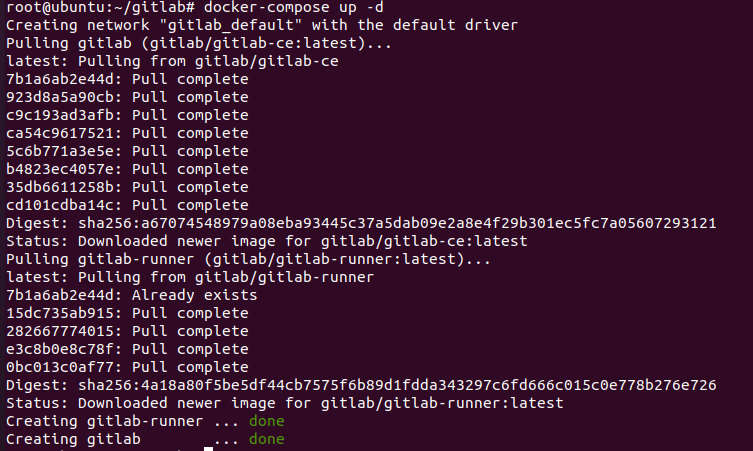 root@ubuntu:~/gitlab# docker-compose up -d
Creating network "gitlab_default" with the default driver
Pulling gitlab (gitlab/gitlab-ce:latest)...
latest: Pulling from gitlab/gitlab-ce
7b1a6ab2e44d: Pull complete
923d8a5a90cb: Pull complete
c9c193ad3afb: Pull complete
ca54c9617521: Pull complete
5c6b771a3e5e: Pull complete
b4823ec4057e: Pull complete
35db6611258b: Pull complete
cd101cdba14c: Pull complete
Digest: sha256:a67074548979a08eba93445c37a5dab09e2a8e4f29b301ec5fc7a05607293121
Status: Downloaded newer image for gitlab/gitlab-ce:latest
Pulling gitlab-runner (gitlab/gitlab-runner:latest)...
latest: Pulling from gitlab/gitlab-runner
7b1a6ab2e44d: Already exists
15dc735ab915: Pull complete
282667774015: Pull complete
e3c8b0e8c78f: Pull complete
0bc013c0af77: Pull complete
Digest: sha256:4a18a80f5be5df44cb7575f6b89d1fdda343297c6fd666c015c0e778b276e726
Status: Downloaded newer image for gitlab/gitlab-runner:latest
Creating gitlab-runner ... done
Creating gitlab        ... done